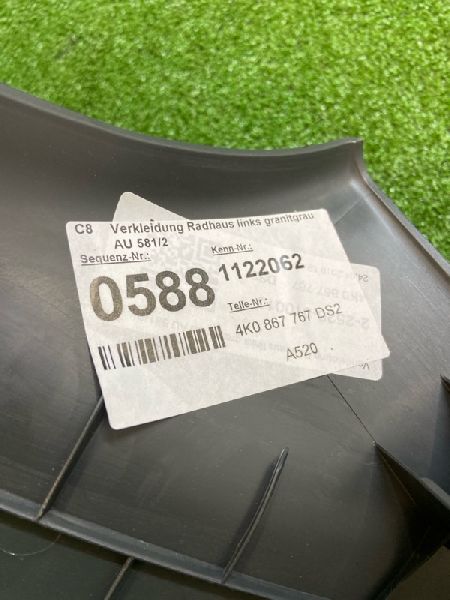 C8 Verkleidung Radhaus links granitgrau
AU 581/2
Sequenz-Nr.: Kenn-Nr.:
0588 1122062
Teile-Nr.:
4K0 867 767 DS2
A520